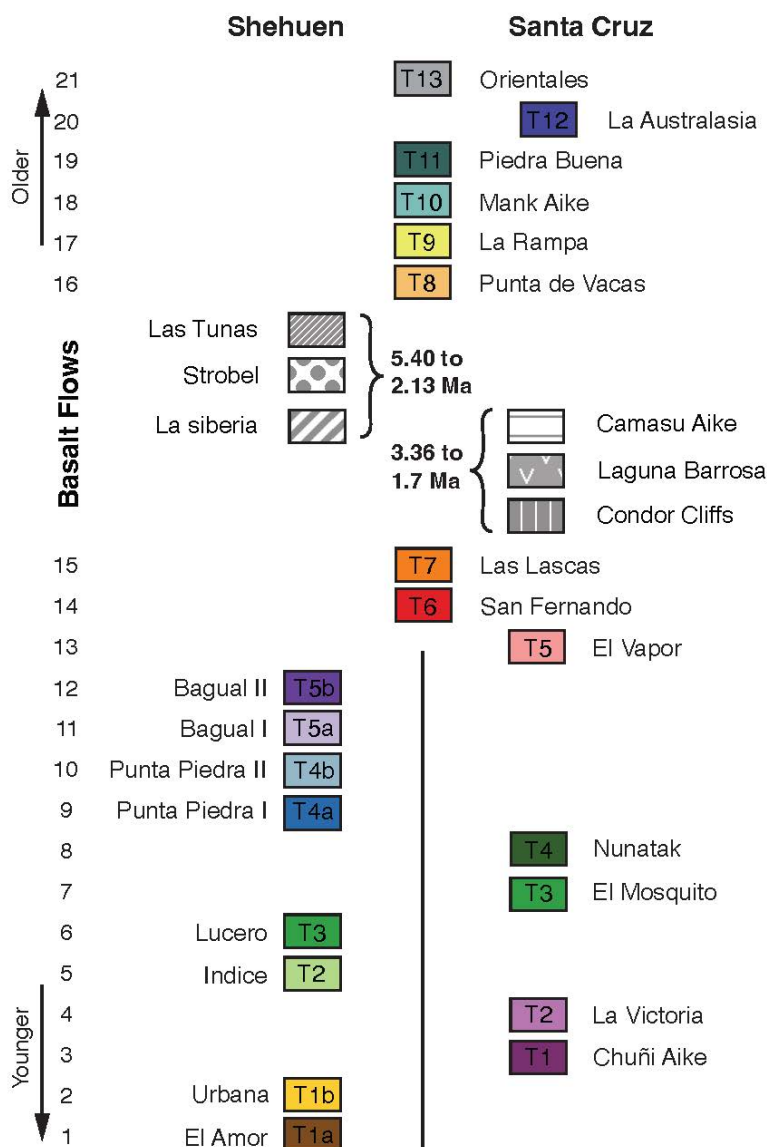 Shehuen Santa Cruz
21 T13 Orientales
20 T12 La Australasia
19 T11 Piedra Buena
18 T10 Mank Aike
17 T9 La Rampa
16 T8 Punta de Vacas
Older
Basalt Flows
Las Tunas
Strobel
La siberia
5.40 to
2.13 Ma
3.36 to
1.7 Ma
Camasu Aike
Laguna Barrosa
Condor Cliffs
15 T7 Las Lascas
14 T6 San Fernando
13 T5 El Vapor
12 Bagual II T5b
11 Bagual I T5a
10 Punta Piedra II T4b
9 Punta Piedra I T4a
8 T4 Nunatak
7 T3 El Mosquito
6 Lucero T3
5 Indice T2
4 T2 La Victoria
3 T1 Chuñi Aike
2 Urbana T1b
1 El Amor T1a
Younger